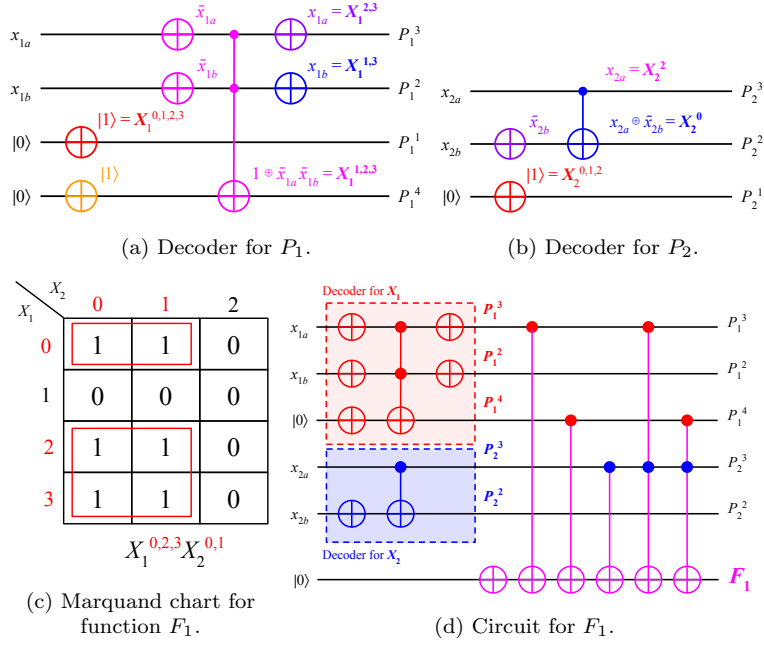 x1a x̄1a x1a = X1^2,3 P1^3
x1b x̄1b x1b = X1^1,3 P1^2
|0⟩ |1⟩ = X1^0,1,2,3 P1^1
|0⟩ |1⟩ 1 ⊕ x̄1a x̄1b = X1^1,2,3 P1^4
(a) Decoder for P1.
x2a x2a = X2^2 P2^3
x2b x̄2b x2a ⊕ x̄2b = X2^0 P2^2
|0⟩ |1⟩ = X2^0,1,2 P2^1
(b) Decoder for P2.
X2
X1 0 1 2
0 1 1 0
1 0 0 0
2 1 1 0
3 1 1 0
X1^0,2,3 X2^0,1
(c) Marquand chart for
function F1.
Decoder for X1
x1a P1^3 P1^3
x1b P1^2 P1^2
|0⟩ P1^4 P1^4
x2a P2^3 P2^3
x2b P2^2 P2^2
Decoder for X2
|0⟩ F1
(d) Circuit for F1.